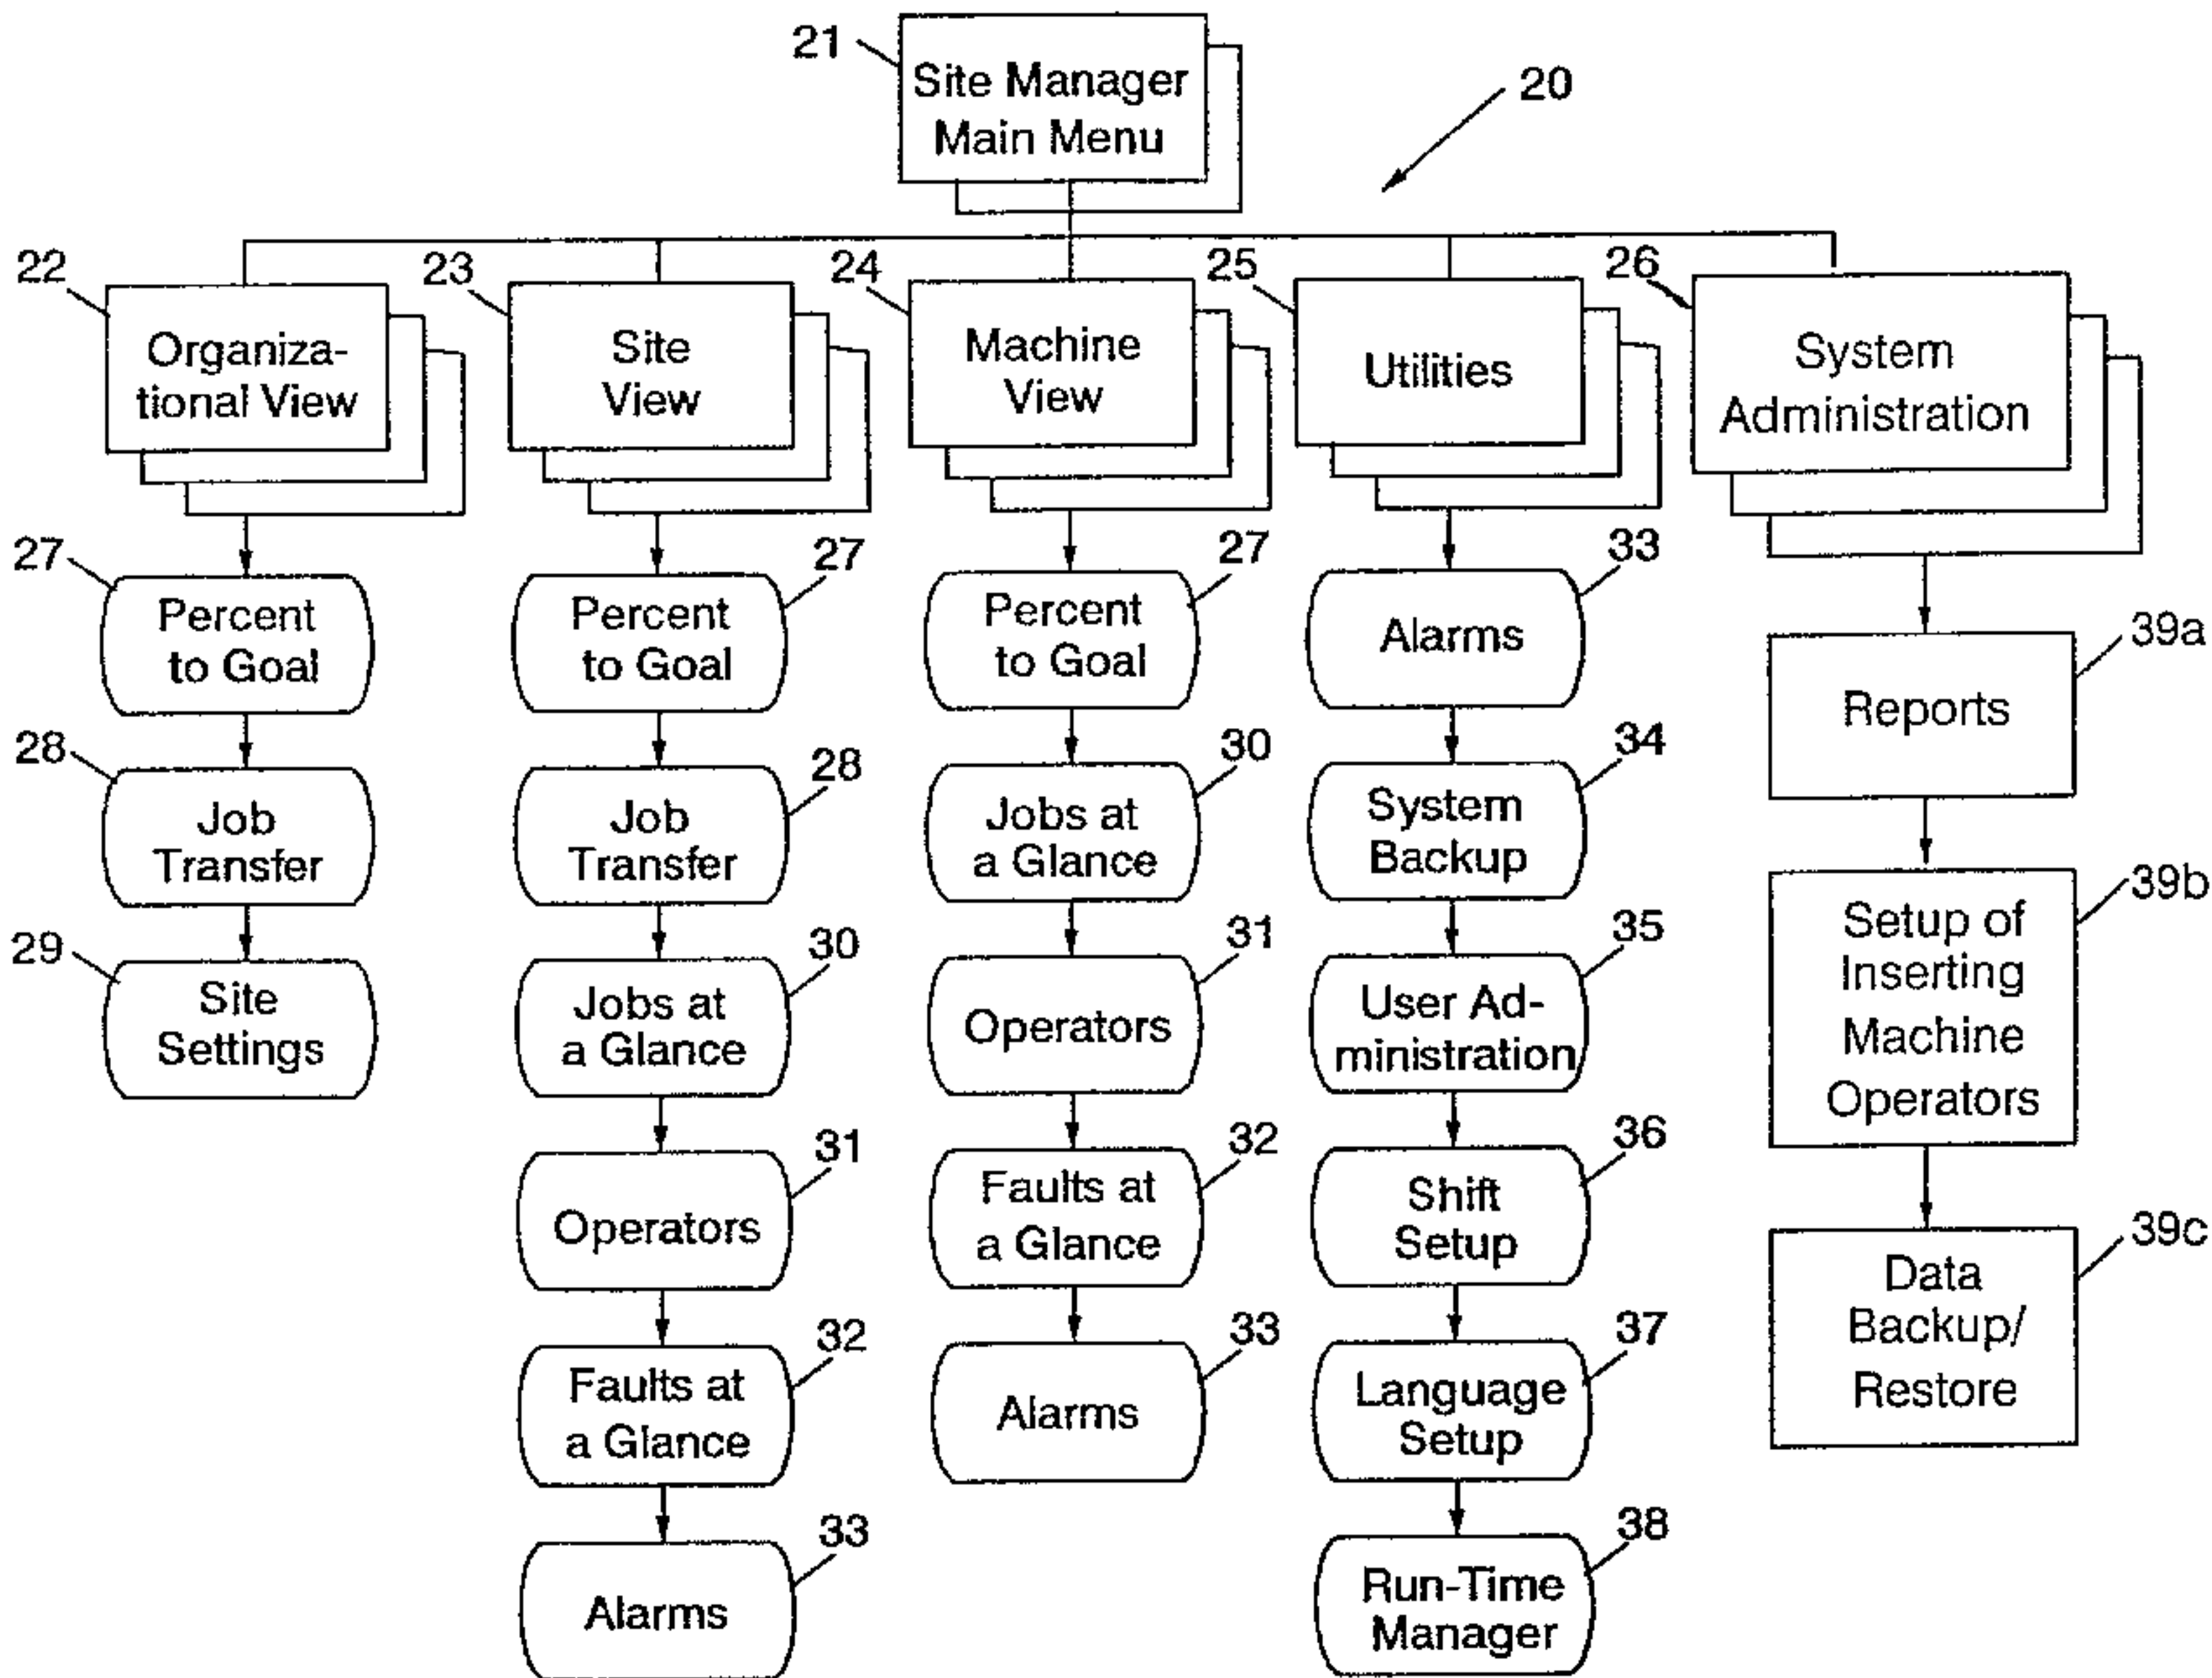 21
Site Manager
Main Menu
20
22
Organiza-
tional View
23
Site
View
24
Machine
View
25
Utilities
26
System
Administration
27
Percent
to Goal
28
Job
Transfer
29
Site
Settings
27
Percent
to Goal
28
Job
Transfer
30
Jobs at
a Glance
31
Operators
32
Faults at
a Glance
33
Alarms
27
Percent
to Goal
30
Jobs at
a Glance
31
Operators
32
Faults at
a Glance
33
Alarms
33
Alarms
34
System
Backup
35
User Ad-
ministration
36
Shift
Setup
37
Language
Setup
38
Run-Time
Manager
39a
Reports
39b
Setup of
Inserting
Machine
Operators
39c
Data
Backup/
Restore